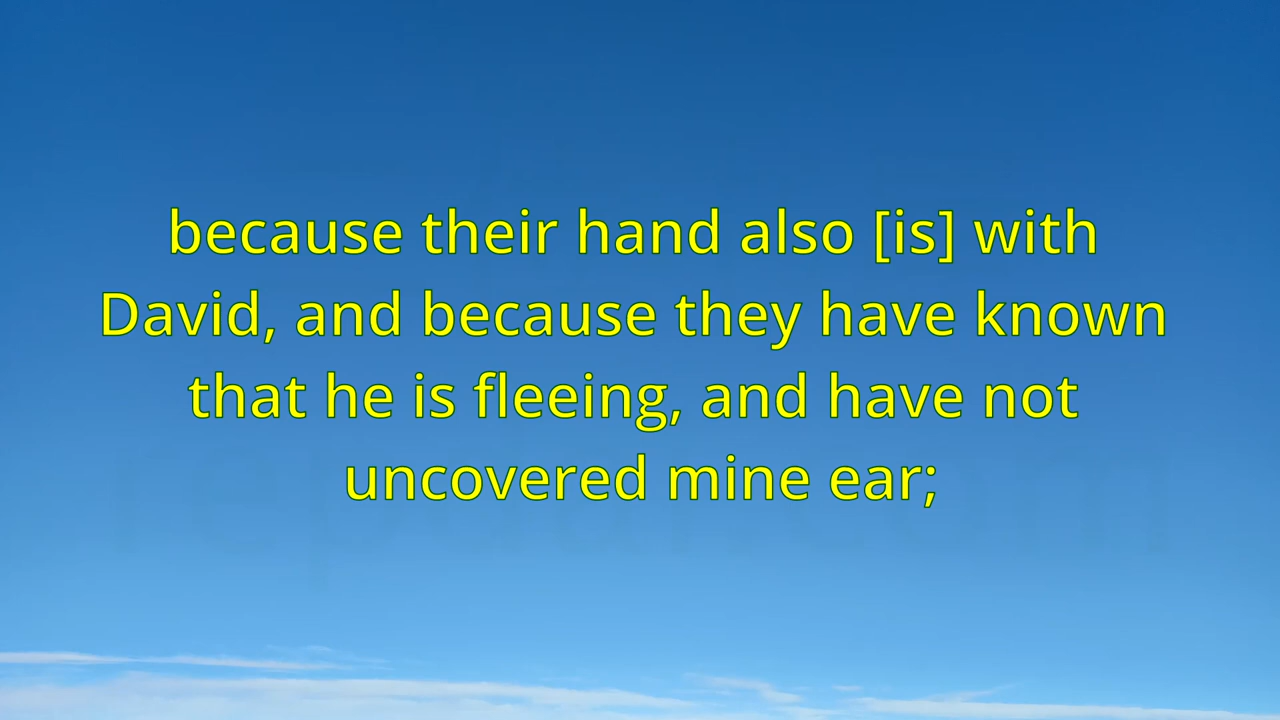 because their hand also [is] with
David, and because they have known
that he is fleeing, and have not
uncovered mine ear;